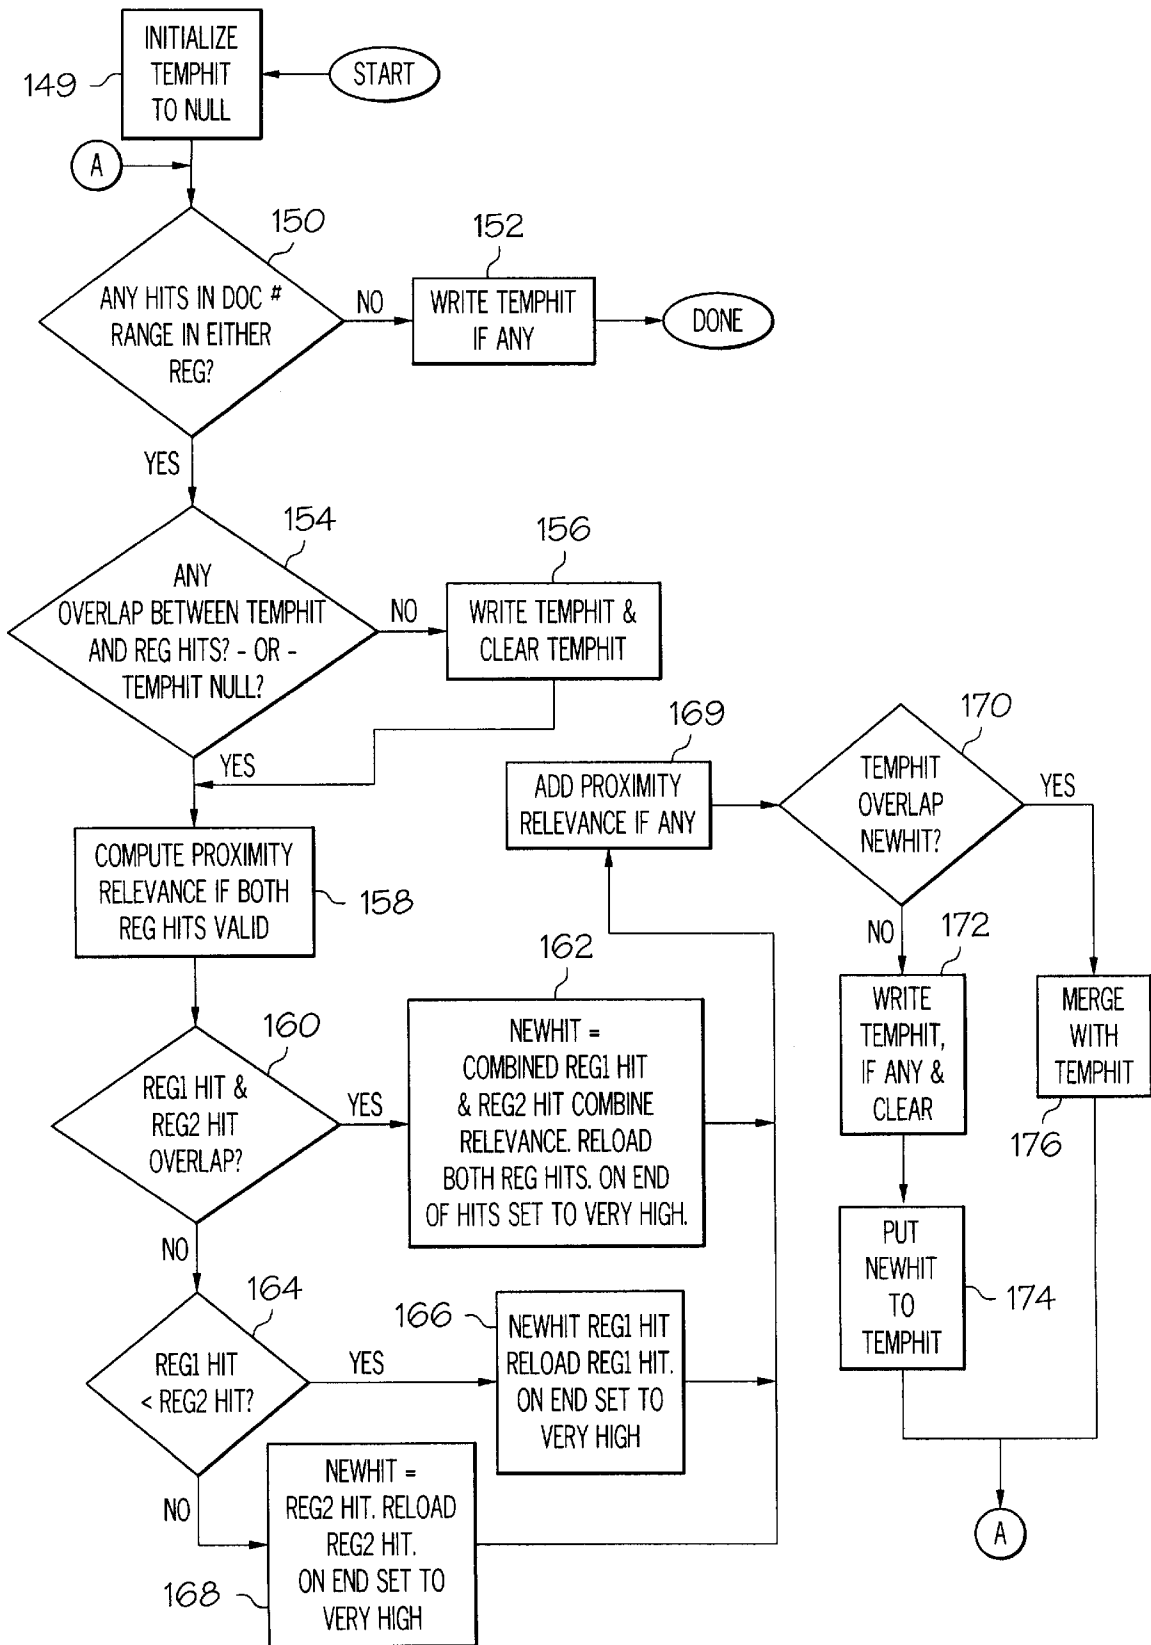 INITIALIZE
TEMPHIT
TO NULL
149
START
A
150
ANY HITS IN DOC #
RANGE IN EITHER
REG?
NO
152
WRITE TEMPHIT
IF ANY
DONE
YES
154
ANY
OVERLAP BETWEEN TEMPHIT
AND REG HITS? - OR -
TEMPHIT NULL?
NO
156
WRITE TEMPHIT &
CLEAR TEMPHIT
YES
COMPUTE PROXIMITY
RELEVANCE IF BOTH
REG HITS VALID
158
160
REG1 HIT &
REG2 HIT
OVERLAP?
YES
162
NEWHIT =
COMBINED REG1 HIT
& REG2 HIT COMBINE
RELEVANCE. RELOAD
BOTH REG HITS. ON END
OF HITS SET TO VERY HIGH.
NO
164
REG1 HIT
< REG2 HIT?
YES
166
NEWHIT REG1 HIT
RELOAD REG1 HIT.
ON END SET TO
VERY HIGH
NO
NEWHIT =
REG2 HIT. RELOAD
REG2 HIT.
ON END SET TO
VERY HIGH
168
169
ADD PROXIMITY
RELEVANCE IF ANY
170
TEMPHIT
OVERLAP
NEWHIT?
YES
NO
172
WRITE
TEMPHIT,
IF ANY &
CLEAR
MERGE
WITH
TEMPHIT
176
PUT
NEWHIT
TO
TEMPHIT
174
A